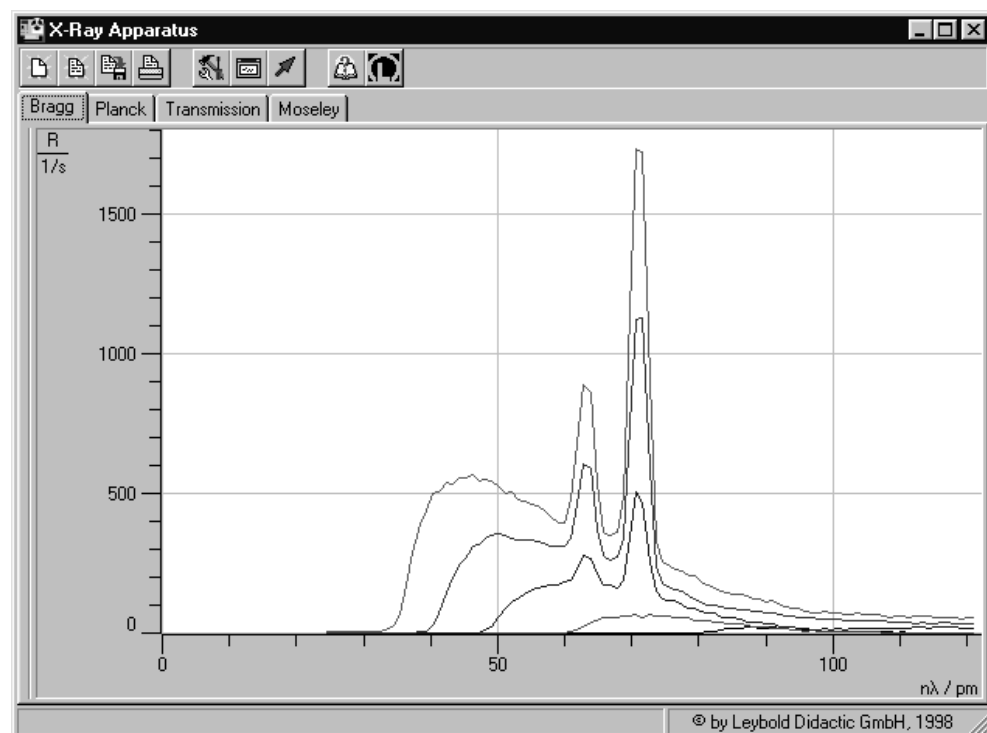 X-Ray Apparatus
Bragg Planck Transmission Moseley
R
1/s
1500
1000
500
0
0 50 100
nλ / pm
© by Leybold Didactic GmbH, 1998